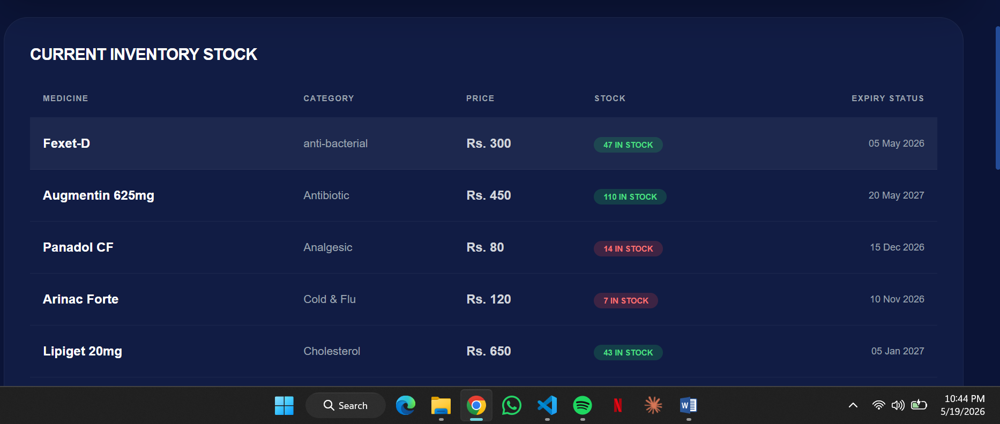 CURRENT INVENTORY STOCK
MEDICINE CATEGORY PRICE STOCK EXPIRY STATUS
Fexet-D anti-bacterial Rs. 300 47 IN STOCK 05 May 2026
Augmentin 625mg Antibiotic Rs. 450 110 IN STOCK 20 May 2027
Panadol CF Analgesic Rs. 80 14 IN STOCK 15 Dec 2026
Arinac Forte Cold & Flu Rs. 120 7 IN STOCK 10 Nov 2026
Lipiget 20mg Cholesterol Rs. 650 43 IN STOCK 05 Jan 2027
Search N W 10:44 PM
5/19/2026